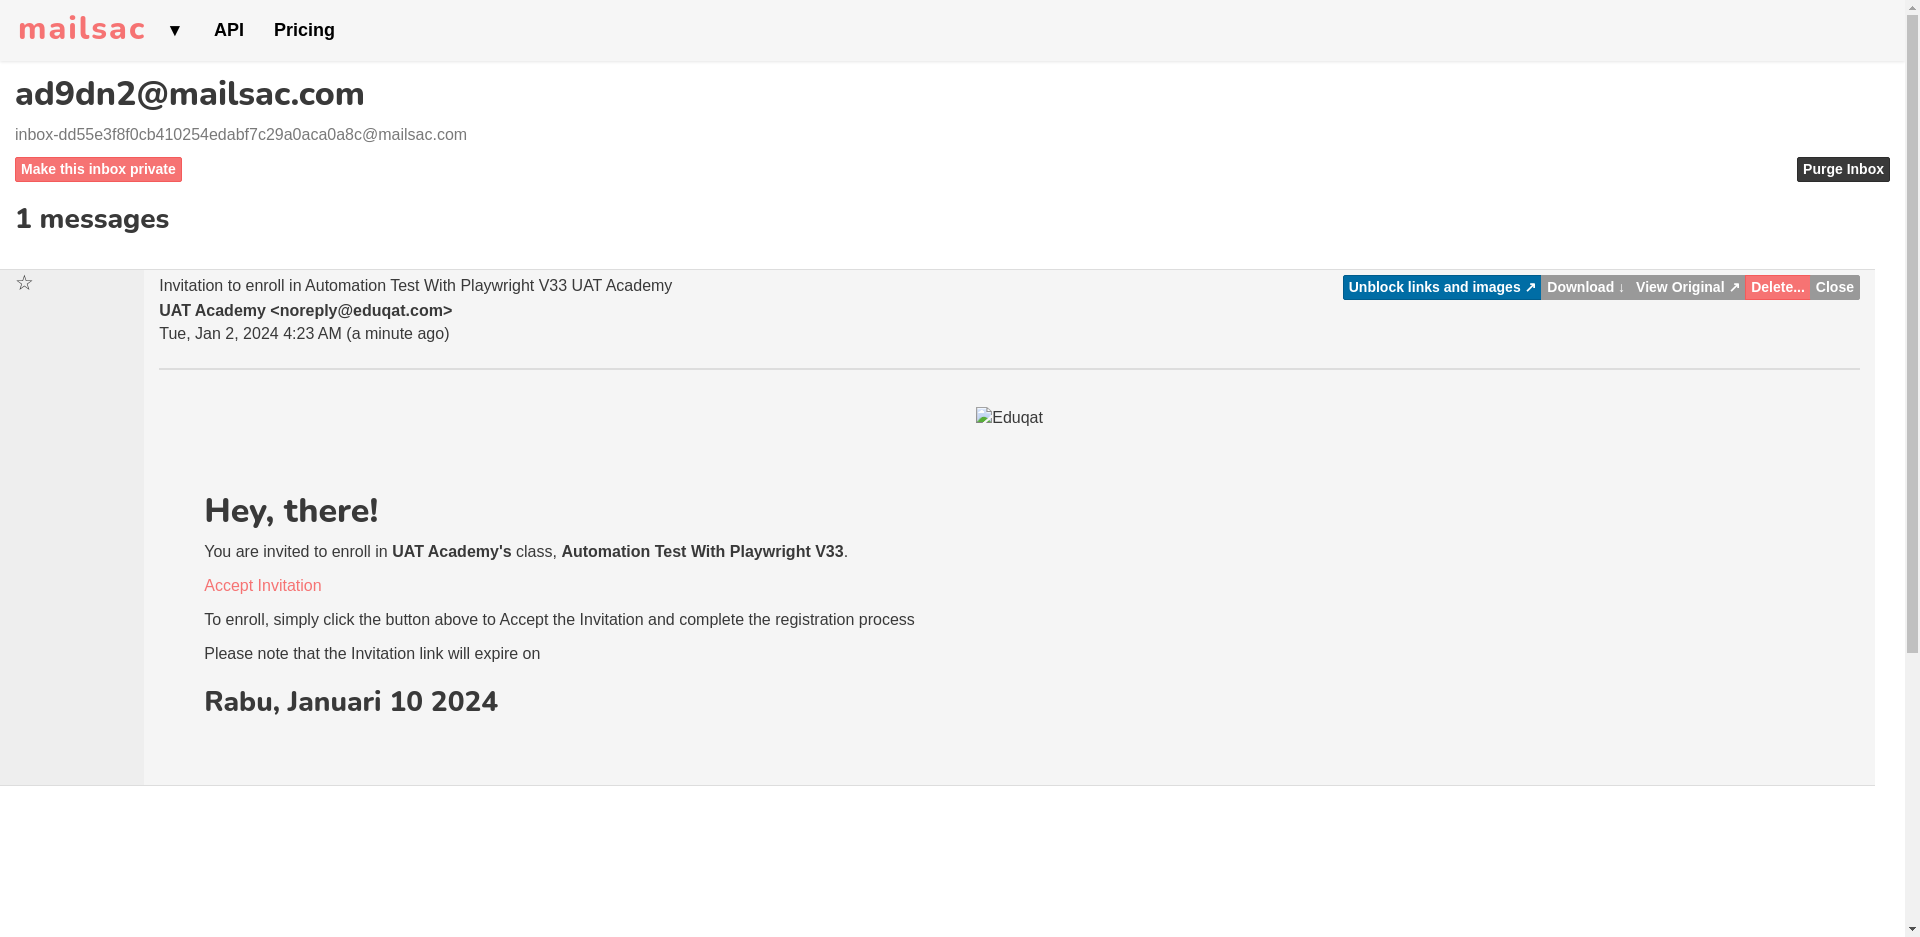 mailsac ▼ API Pricing
ad9dn2@mailsac.com
inbox-dd55e3f8f0cb410254edabf7c29a0aca0a8c@mailsac.com
Make this inbox private
Purge Inbox
1 messages
☆
Invitation to enroll in Automation Test With Playwright V33 UAT Academy
Unblock links and images ↗ Download ↓ View Original ↗ Delete... Close
UAT Academy <noreply@eduqat.com>
Tue, Jan 2, 2024 4:23 AM (a minute ago)
Eduqat
Hey, there!
You are invited to enroll in UAT Academy's class, Automation Test With Playwright V33.
Accept Invitation
To enroll, simply click the button above to Accept the Invitation and complete the registration process
Please note that the Invitation link will expire on
Rabu, Januari 10 2024